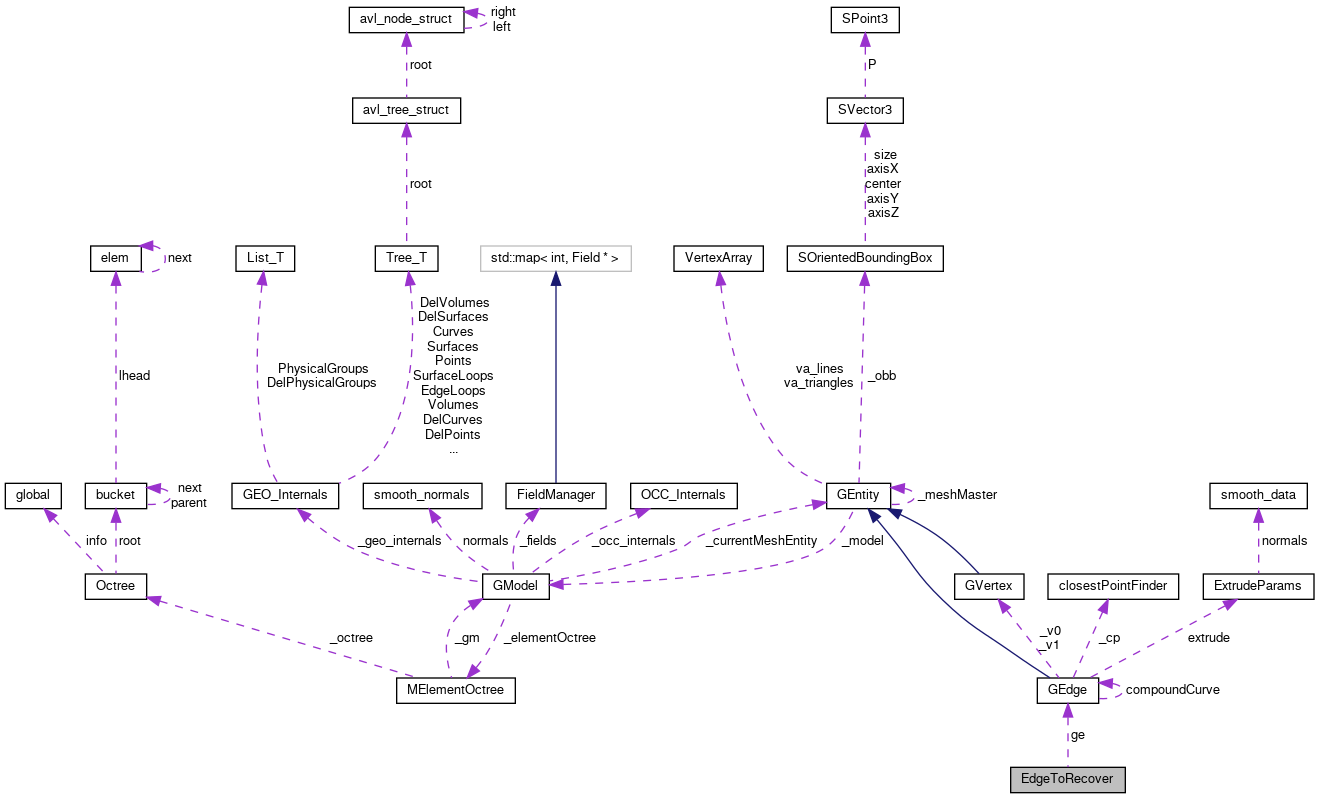 avl_node_struct
right
left
SPoint3
root
P
avl_tree_struct
SVector3
root
size
axisX
center
axisY
axisZ
elem
next
List_T
Tree_T
std::map< int, Field * >
VertexArray
SOrientedBoundingBox
DelVolumes
DelSurfaces
Curves
Surfaces
Points
SurfaceLoops
EdgeLoops
Volumes
DelCurves
DelPoints
...
lhead
PhysicalGroups
DelPhysicalGroups
va_lines
va_triangles
_obb
global
bucket
next
parent
GEO_Internals
smooth_normals
FieldManager
OCC_Internals
GEntity
_meshMaster
smooth_data
info
root
_geo_internals
normals
_fields
_occ_internals
_currentMeshEntity
_model
normals
Octree
GModel
GVertex
closestPointFinder
ExtrudeParams
_octree
_gm
_elementOctree
_v0
_v1
_cp
extrude
MElementOctree
GEdge
compoundCurve
ge
EdgeToRecover